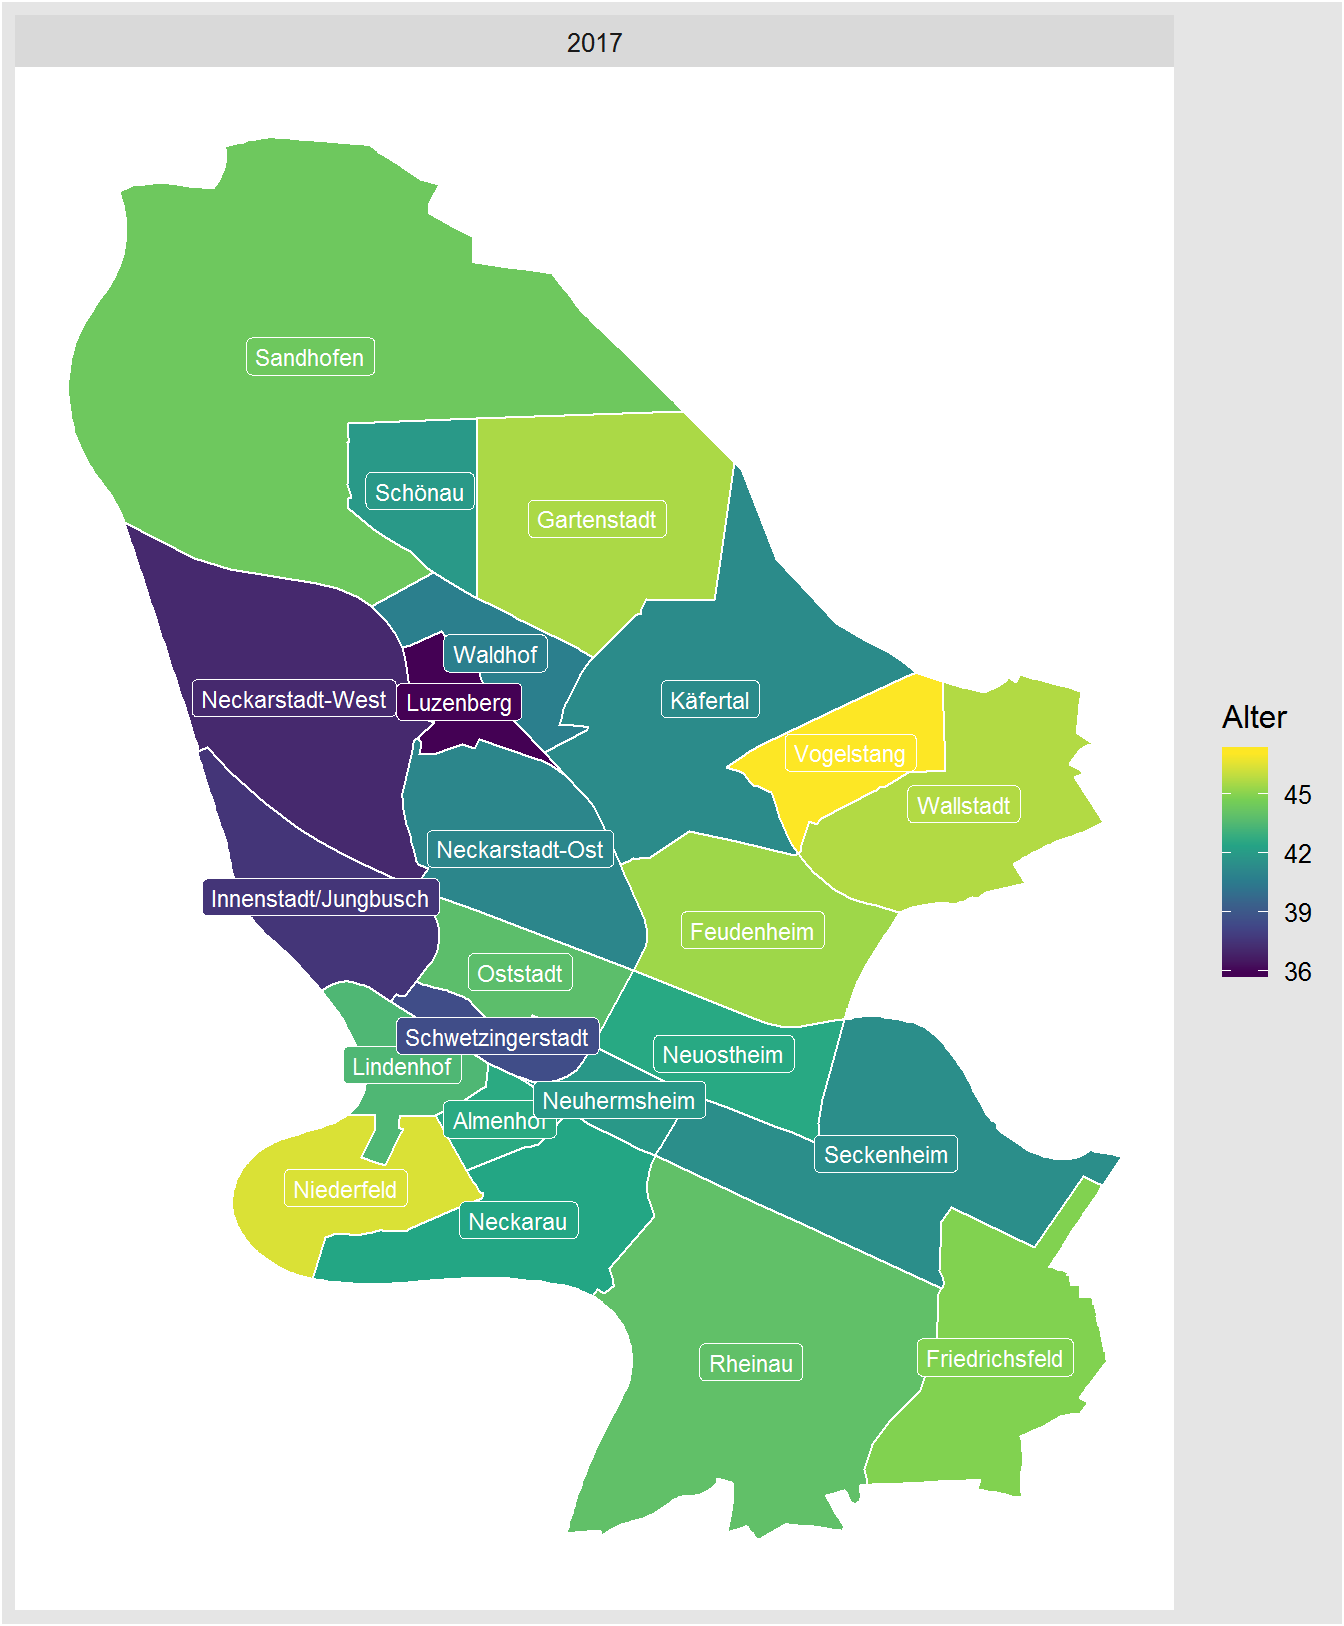 2017
Sandhofen
Schönau
Gartenstadt
Waldhof
Neckarstadt-West
Luzenberg
Käfertal
Vogelstang
Wallstadt
Neckarstadt-Ost
Innenstadt/Jungbusch
Feudenheim
Oststadt
Schwetzingerstadt
Neuostheim
Lindenhof
Neuhermsheim
Almenhof
Seckenheim
Niederfeld
Neckarau
Rheinau
Friedrichsfeld
Alter
45
42
39
36